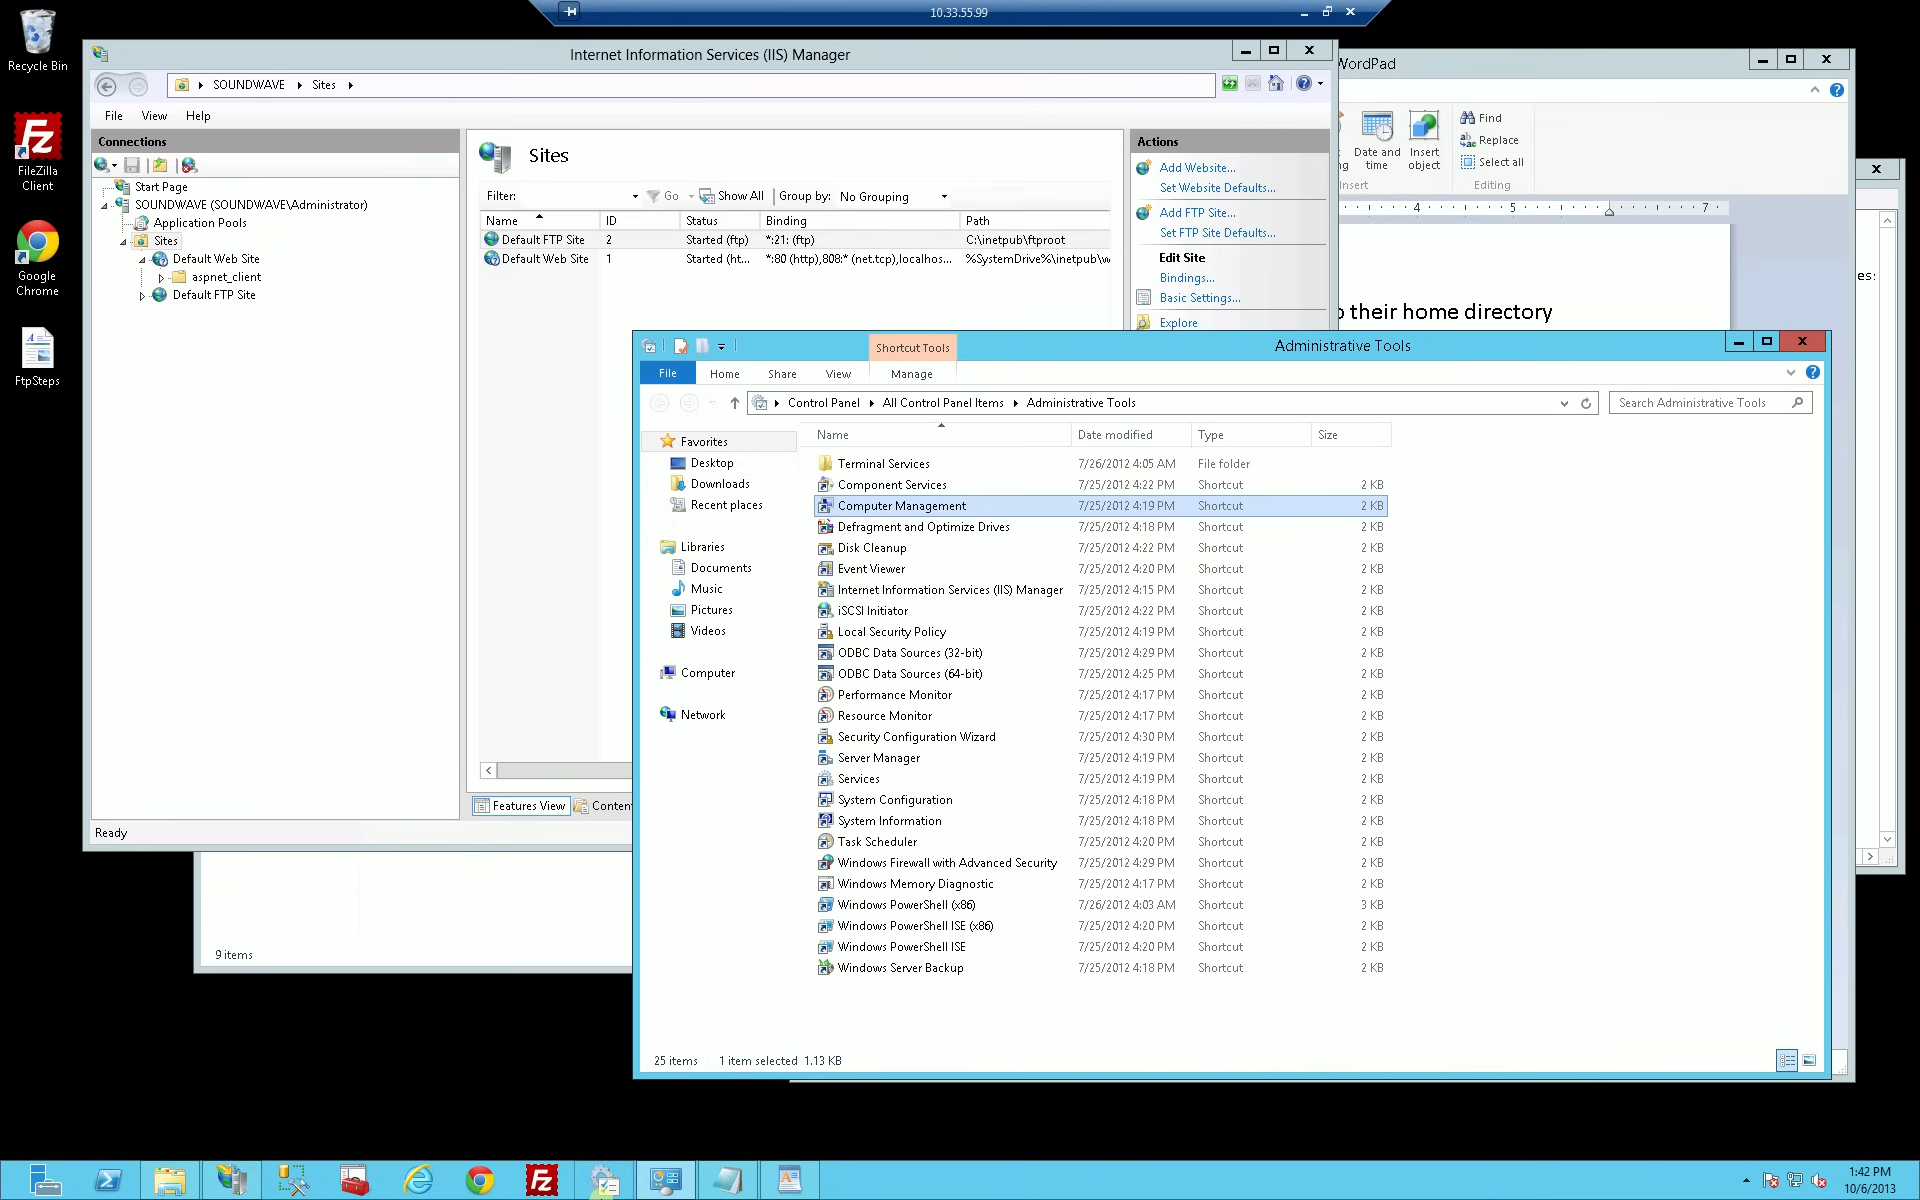 10.33.55.99
Recycle Bin
FileZilla
Client
Google
Chrome
FtpSteps
Internet Information Services (IIS) Manager
SOUNDWAVE
Sites
File
View
Help
Connections
Start Page
SOUNDWAVE (SOUNDWAVE\Administrator)
Application Pools
Sites
Default Web Site
aspnet_client
Default FTP Site
Ready
Sites
Filter:
Go
Show All
Group by:
No Grouping
Name ID Status Binding Path
Default FTP Site 2 Started (ftp) *:21: (ftp) C:\inetpub\ftproot
Default Web Site 1 Started (ht... *:80 (http),808:* (net.tcp),localhos... %SystemDrive%\inetpub\w
Features View
Conten
Actions
Add Website...
Set Website Defaults...
Add FTP Site...
Set FTP Site Defaults...
Edit Site
Bindings...
Basic Settings...
Explore
WordPad
Date and
time
Insert
object
Find
Replace
Select all
Insert
Editing
4 5 7
es:
their home directory
9 items
Shortcut Tools
Administrative Tools
File
Home
Share
View
Manage
Control Panel
All Control Panel Items
Administrative Tools
Search Administrative Tools
Favorites
Desktop
Downloads
Recent places
Libraries
Documents
Music
Pictures
Videos
Computer
Network
Name Date modified Type Size
Terminal Services 7/26/2012 4:05 AM File folder
Component Services 7/25/2012 4:22 PM Shortcut 2 KB
Computer Management 7/25/2012 4:19 PM Shortcut 2 KB
Defragment and Optimize Drives 7/25/2012 4:18 PM Shortcut 2 KB
Disk Cleanup 7/25/2012 4:22 PM Shortcut 2 KB
Event Viewer 7/25/2012 4:20 PM Shortcut 2 KB
Internet Information Services (IIS) Manager 7/25/2012 4:15 PM Shortcut 2 KB
iSCSI Initiator 7/25/2012 4:22 PM Shortcut 2 KB
Local Security Policy 7/25/2012 4:19 PM Shortcut 2 KB
ODBC Data Sources (32-bit) 7/25/2012 4:29 PM Shortcut 2 KB
ODBC Data Sources (64-bit) 7/25/2012 4:25 PM Shortcut 2 KB
Performance Monitor 7/25/2012 4:17 PM Shortcut 2 KB
Resource Monitor 7/25/2012 4:17 PM Shortcut 2 KB
Security Configuration Wizard 7/25/2012 4:30 PM Shortcut 2 KB
Server Manager 7/25/2012 4:19 PM Shortcut 2 KB
Services 7/25/2012 4:19 PM Shortcut 2 KB
System Configuration 7/25/2012 4:18 PM Shortcut 2 KB
System Information 7/25/2012 4:18 PM Shortcut 2 KB
Task Scheduler 7/25/2012 4:20 PM Shortcut 2 KB
Windows Firewall with Advanced Security 7/25/2012 4:29 PM Shortcut 2 KB
Windows Memory Diagnostic 7/25/2012 4:17 PM Shortcut 2 KB
Windows PowerShell (x86) 7/26/2012 4:03 AM Shortcut 3 KB
Windows PowerShell ISE (x86) 7/25/2012 4:20 PM Shortcut 2 KB
Windows PowerShell ISE 7/25/2012 4:20 PM Shortcut 2 KB
Windows Server Backup 7/25/2012 4:18 PM Shortcut 2 KB
25 items 1 item selected 1.13 KB
1:42 PM
10/6/2013